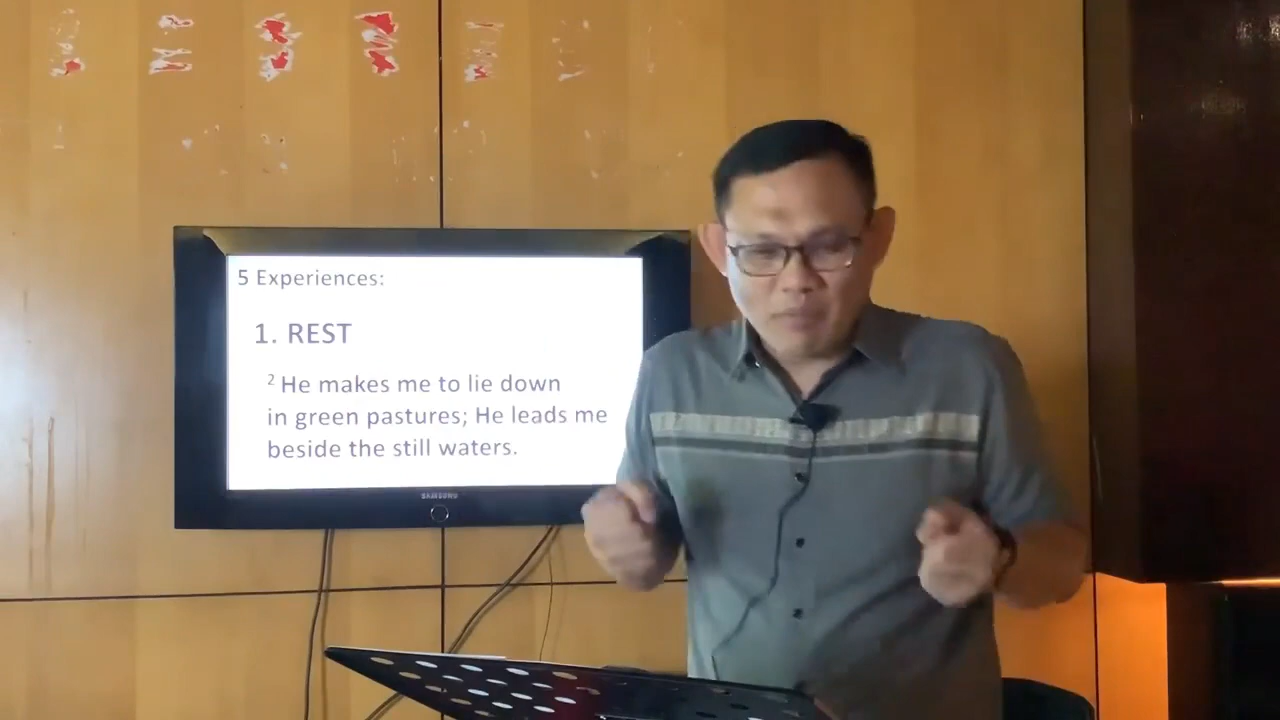 5 Experiences:
1. REST
2 He makes me to lie down
in green pastures; He leads me
beside the still waters.
SAMSUNG